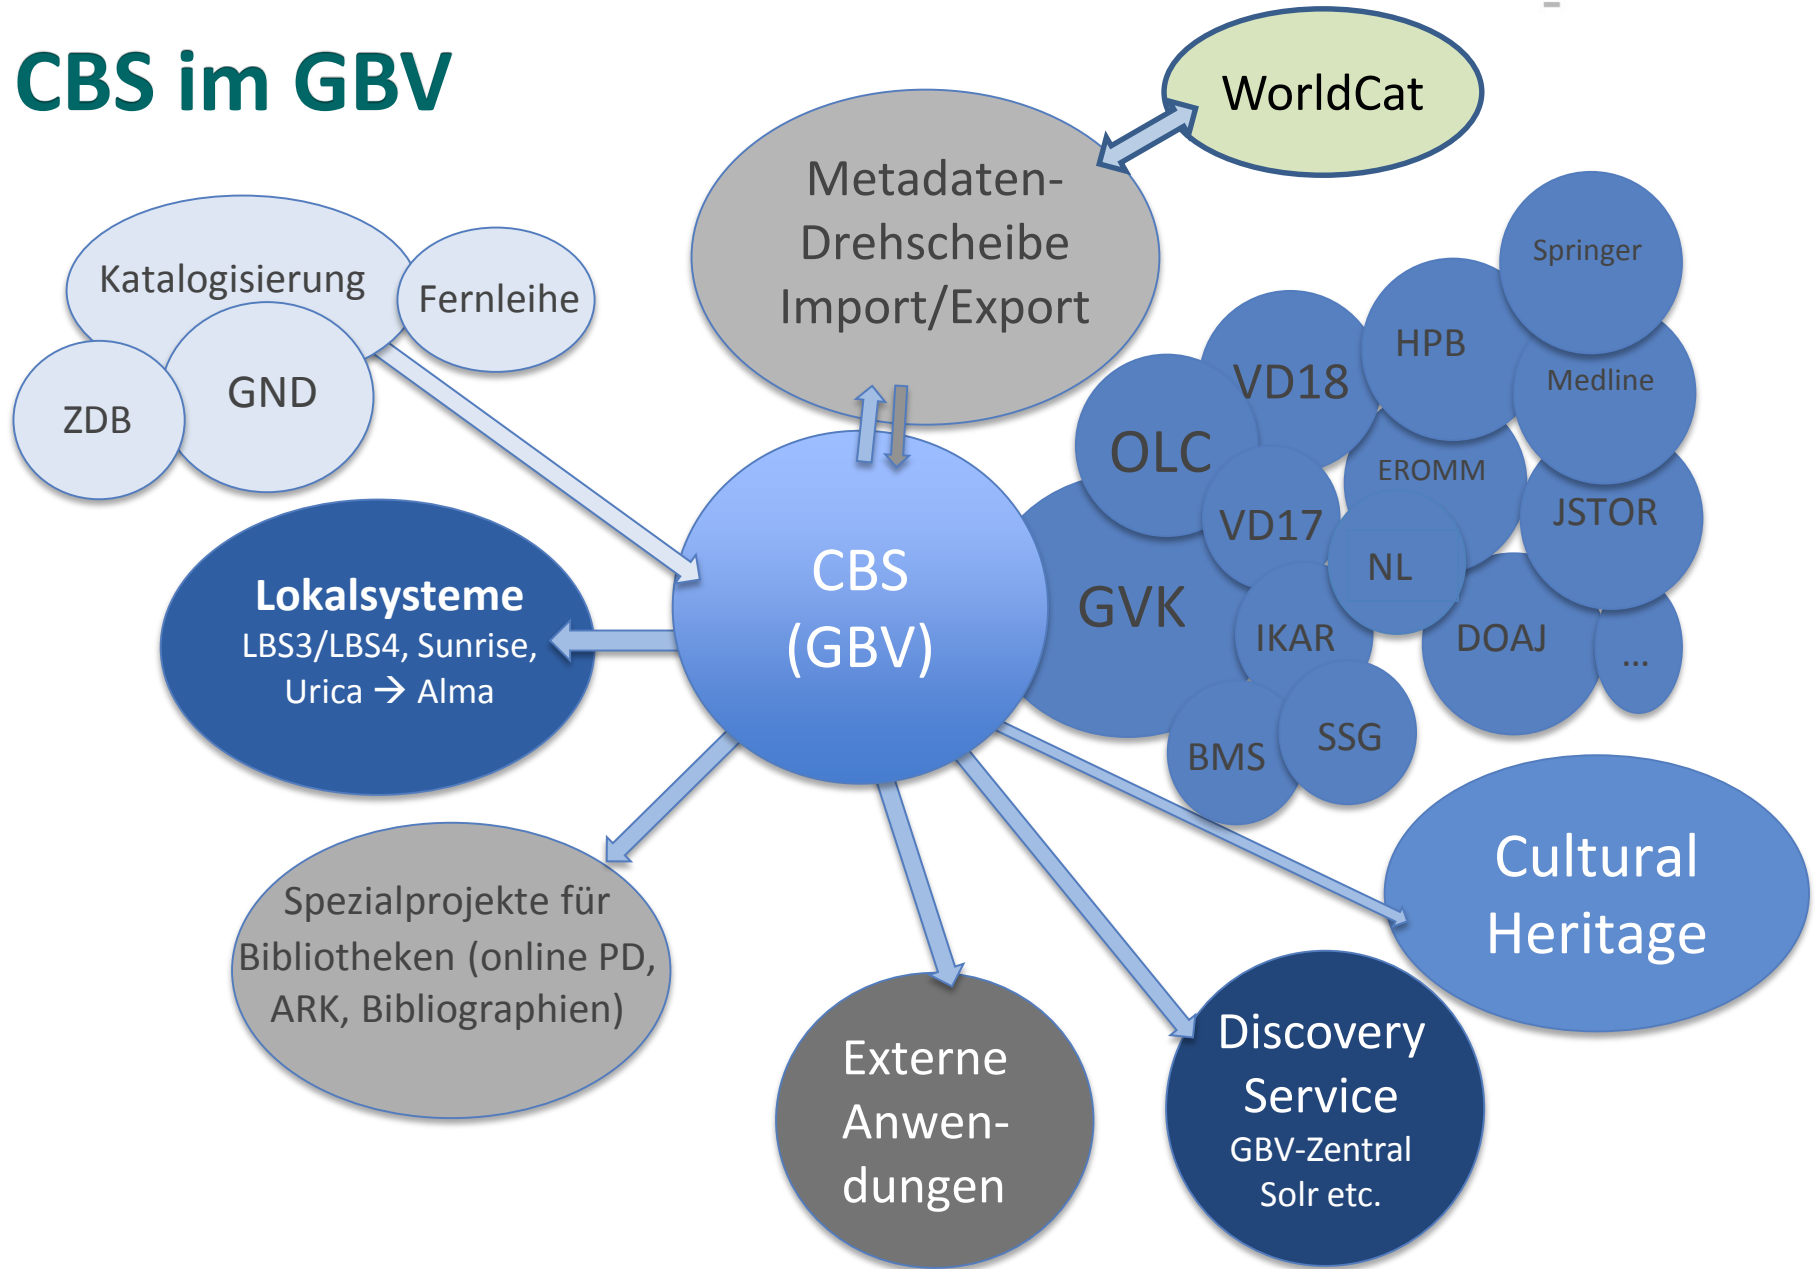 CBS im GBV
WorldCat
Metadaten-
Drehscheibe
Import/Export
Katalogisierung
Fernleihe
GND
ZDB
Springer
HPB
Medline
VD18
OLC
EROMM
JSTOR
VD17
NL
GVK
IKAR
DOAJ
...
SSG
BMS
CBS
(GBV)
Lokalsysteme
LBS3/LBS4, Sunrise,
Urica → Alma
Spezialprojekte für
Bibliotheken (online PD,
ARK, Bibliographien)
Externe
Anwen-
dungen
Discovery
Service
GBV-Zentral
Solr etc.
Cultural
Heritage